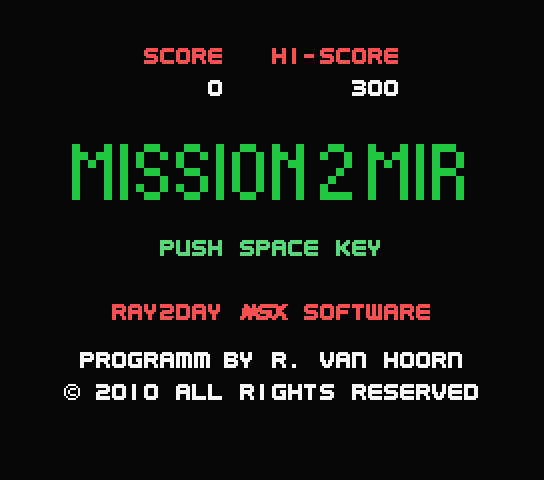 SCORE HI-SCORE
0 300
MISSION 2 MIR
PUSH SPACE KEY
RAY2DAY MSX SOFTWARE
PROGRAMM BY R. VAN HOORN
© 2010 ALL RIGHTS RESERVED